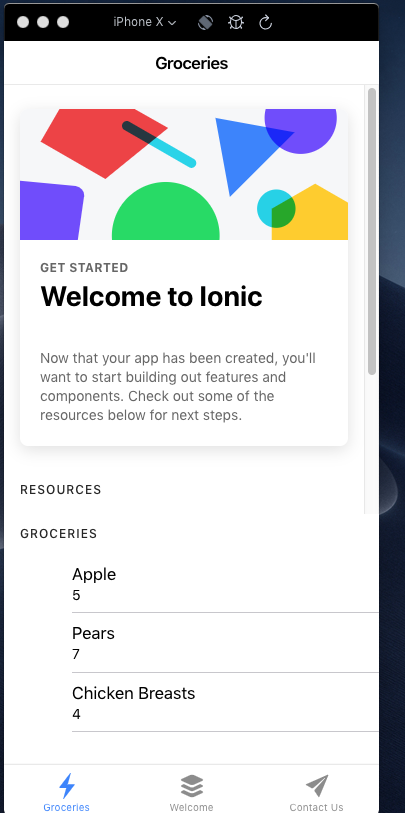 iPhone X
Groceries
GET STARTED
Welcome to Ionic
Now that your app has been created, you'll
want to start building out features and
components. Check out some of the
resources below for next steps.
RESOURCES
GROCERIES
Apple
5
Pears
7
Chicken Breasts
4
Groceries
Welcome
Contact Us